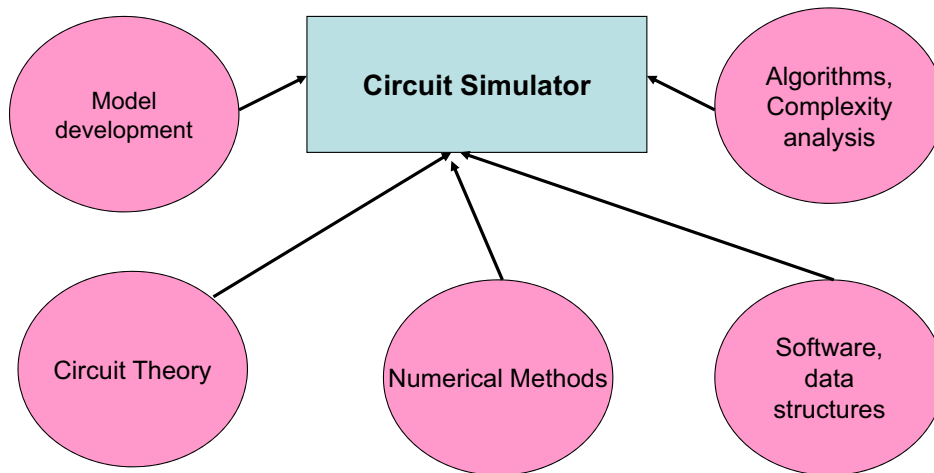 Model
development
Circuit Simulator
Algorithms,
Complexity
analysis
Circuit Theory
Numerical Methods
Software,
data
structures